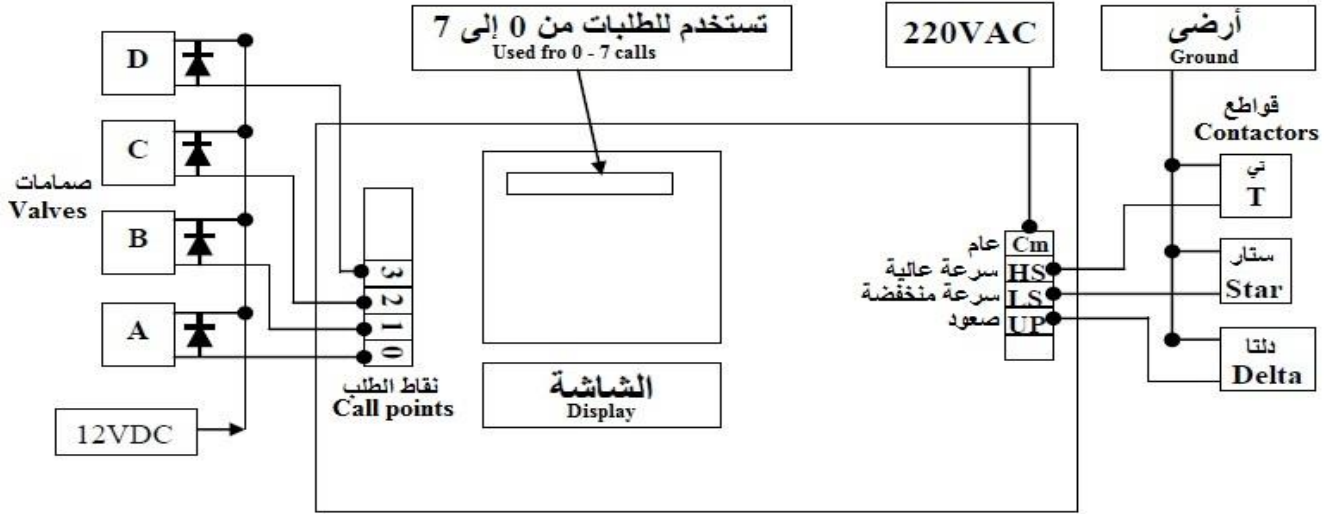 تستخدم للطلبات من 0 إلى 7
Used fro 0 - 7 calls
220VAC
أرضى
Ground
D
C
B
A
صمامات
Valves
12VDC
3
2
1
0
نقاط الطلب
Call points
الشاشة
Display
عام Cm
سرعة عالية HS
سرعة منخفضة LS
صعود UP
قواطع
Contactors
تي
T
ستار
Star
دلتا
Delta